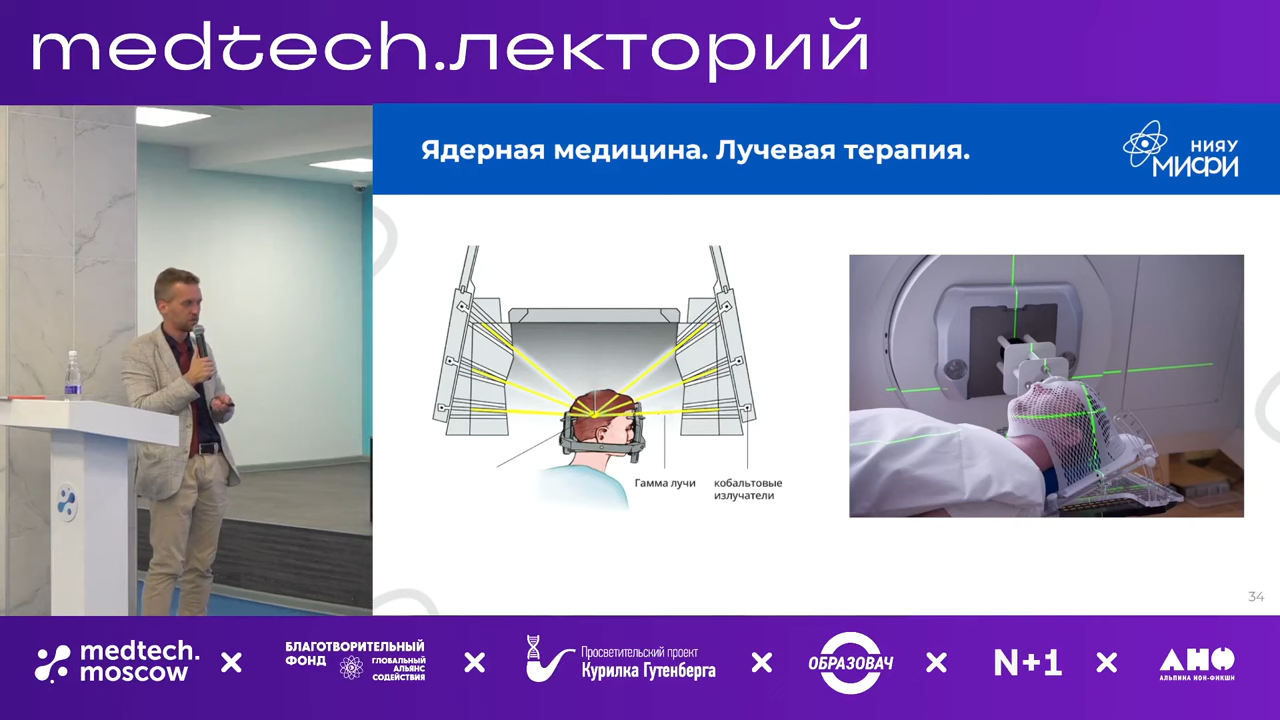 medtech.лекторий
Ядерная медицина. Лучевая терапия.
НИЯУ
МИФИ
Гамма лучи
кобальтовые
излучатели
34
medtech.
moscow
БЛАГОТВОРИТЕЛЬНЫЙ
ФОНД
ГЛОБАЛЬНЫЙ
АЛЬЯНС
СОДЕЙСТВИЯ
Просветительский проект
Курилка Гутенберга
ОБРАЗОВАЧ
N+1
АНФ
АЛЬПИНА НОН-ФИКШН